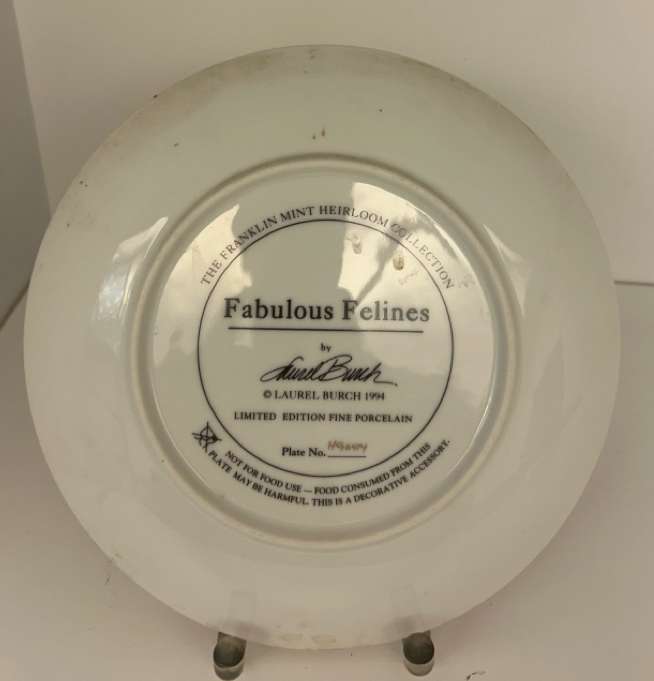 THE FRANKLIN MINT HEIRLOOM COLLECTION
Fabulous Felines
by
Laurel Burch
© LAUREL BURCH 1994
LIMITED EDITION FINE PORCELAIN
Plate No.
NOT FOR FOOD USE — FOOD CONSUMED FROM THIS
PLATE MAY BE HARMFUL. THIS IS A DECORATIVE ACCESSORY.